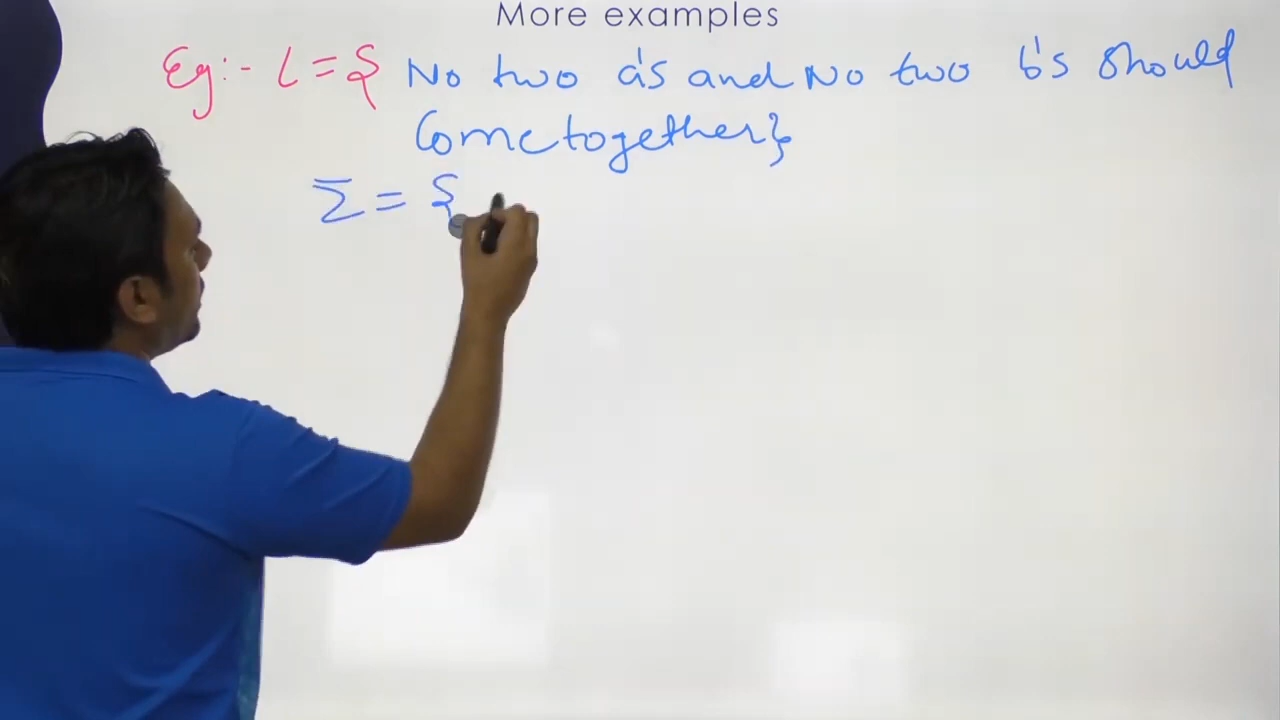 More examples
Eg:- L = { No two a's and No two b's should
Come together}
Σ = {